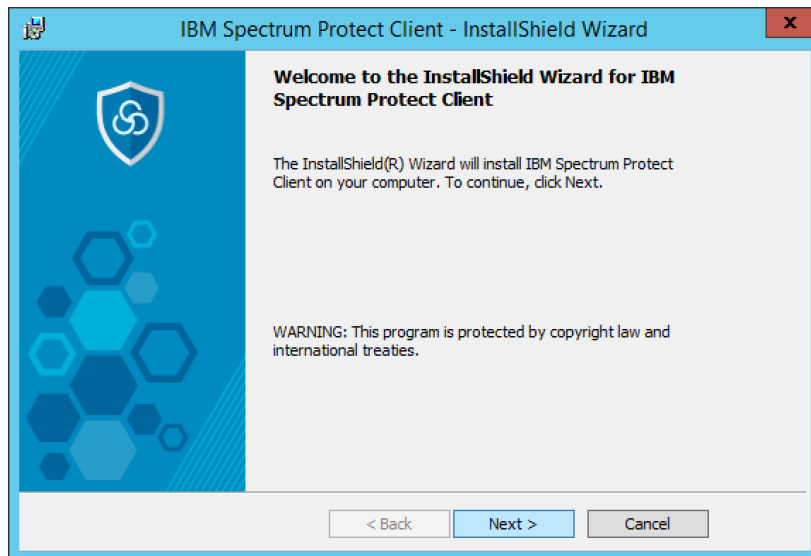 IBM Spectrum Protect Client - InstallShield Wizard
x
Welcome to the InstallShield Wizard for IBM
Spectrum Protect Client
The InstallShield(R) Wizard will install IBM Spectrum Protect
Client on your computer. To continue, click Next.
WARNING: This program is protected by copyright law and
international treaties.
< Back
Next >
Cancel